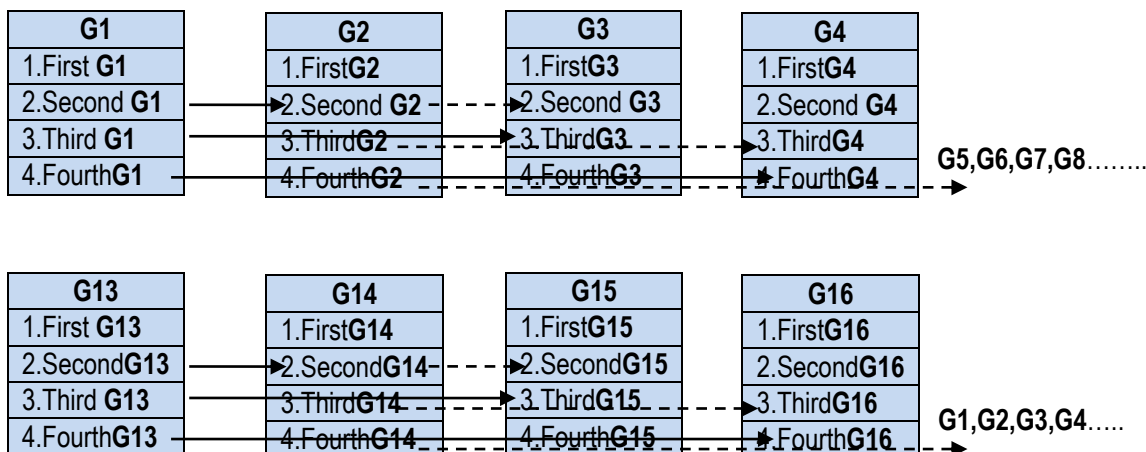 G1
1.First G1
2.Second G1
3.Third G1
4.FourthG1
G2
1.FirstG2
2.Second G2
3.ThirdG2
4.FourthG2
G3
1.FirstG3
2.Second G3
3.ThirdG3
4.FourthG3
G4
1.FirstG4
2.Second G4
3.ThirdG4
4.FourthG4
G5,G6,G7,G8……..
G13
1.First G13
2.SecondG13
3.Third G13
4.FourthG13
G14
1.FirstG14
2.SecondG14
3.ThirdG14
4.FourthG14
G15
1.FirstG15
2.SecondG15
3.ThirdG15
4.FourthG15
G16
1.FirstG16
2.SecondG16
3.ThirdG16
4.FourthG16
G1,G2,G3,G4…..